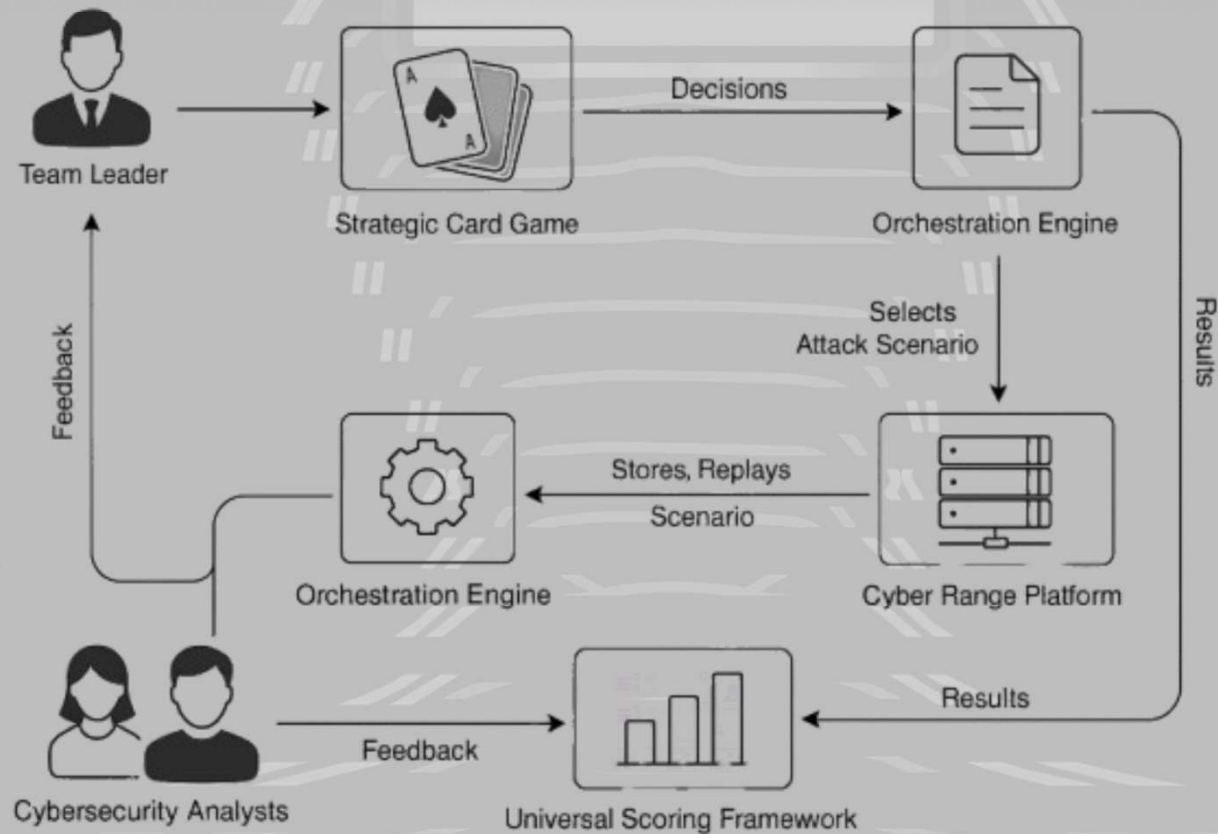 Team Leader
A
A
Strategic Card Game
Decisions
Orchestration Engine
Results
Selects
Attack Scenario
Feedback
Stores, Replays
Scenario
Orchestration Engine
Cyber Range Platform
Results
Feedback
Cybersecurity Analysts
Universal Scoring Framework